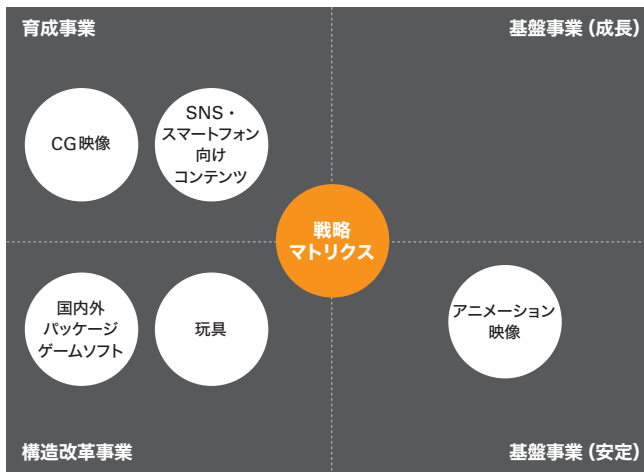 育成事業
基盤事業(成長)
CG映像
SNS・
スマートフォン
向け
コンテンツ
戦略
マトリクス
国内外
パッケージ
ゲームソフト
玩具
アニメーション
映像
構造改革事業
基盤事業(安定)